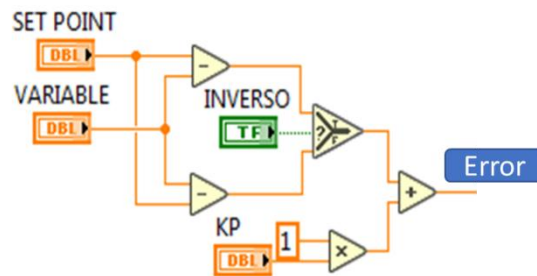 SET POINT
DBL
VARIABLE
DBL
INVERSO
TF
?
T
F
Error
KP
1
DBL